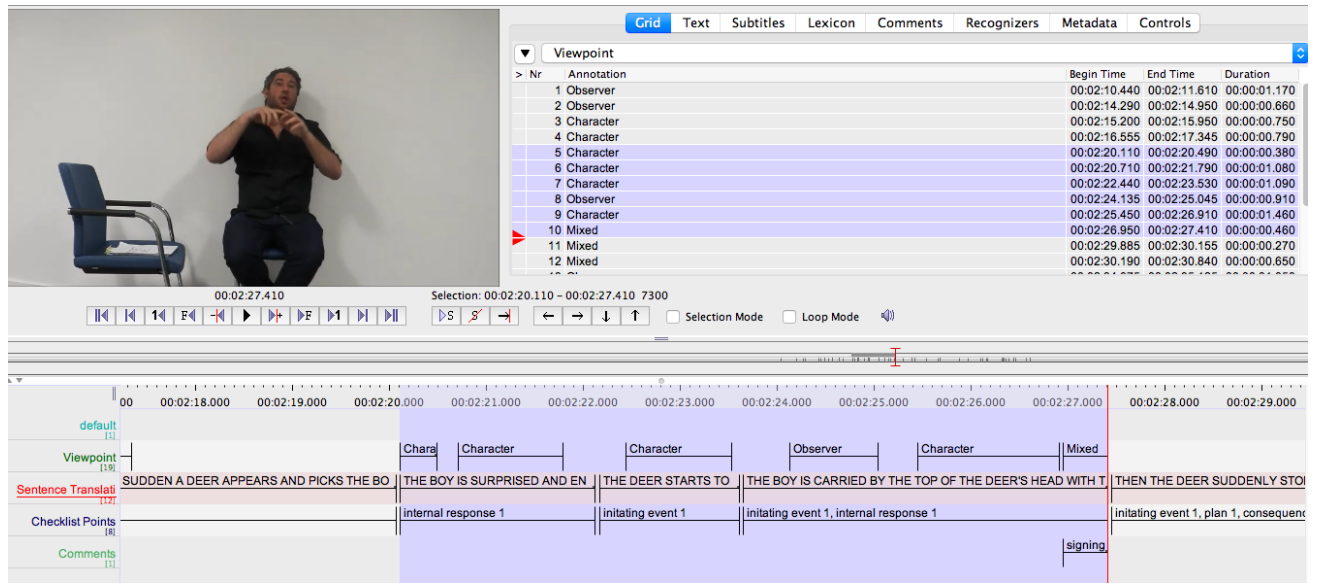 Grid Text Subtitles Lexicon Comments Recognizers Metadata Controls
Viewpoint
> Nr Annotation Begin Time End Time Duration
1 Observer 00:02:10.440 00:02:11.610 00:00:01.170
2 Observer 00:02:14.290 00:02:14.950 00:00:00.660
3 Character 00:02:15.200 00:02:15.950 00:00:00.750
4 Character 00:02:16.555 00:02:17.345 00:00:00.790
5 Character 00:02:20.110 00:02:20.490 00:00:00.380
6 Character 00:02:20.710 00:02:21.790 00:00:01.080
7 Character 00:02:22.440 00:02:23.530 00:00:01.090
8 Observer 00:02:24.135 00:02:25.045 00:00:00.910
9 Character 00:02:25.450 00:02:26.910 00:00:01.460
10 Mixed 00:02:26.950 00:02:27.410 00:00:00.460
11 Mixed 00:02:29.885 00:02:30.155 00:00:00.270
12 Mixed 00:02:30.190 00:02:30.840 00:00:00.650
00:02:27.410 Selection: 00:02:20.110 - 00:02:27.410 7300
1 F F 1 S S Selection Mode Loop Mode
00 00:02:18.000 00:02:19.000 00:02:20.000 00:02:21.000 00:02:22.000 00:02:23.000 00:02:24.000 00:02:25.000 00:02:26.000 00:02:27.000 00:02:28.000 00:02:29.000
default
[1]
Viewpoint Chara Character Character Observer Character Mixed
[19]
Sentence Translati SUDDEN A DEER APPEARS AND PICKS THE BO THE BOY IS SURPRISED AND EN THE DEER STARTS TO THE BOY IS CARRIED BY THE TOP OF THE DEER'S HEAD WITH T THEN THE DEER SUDDENLY STO
[12]
Checklist Points internal response 1 initating event 1 initating event 1, internal response 1 initating event 1, plan 1, consequenc
[8]
Comments signing
[1]